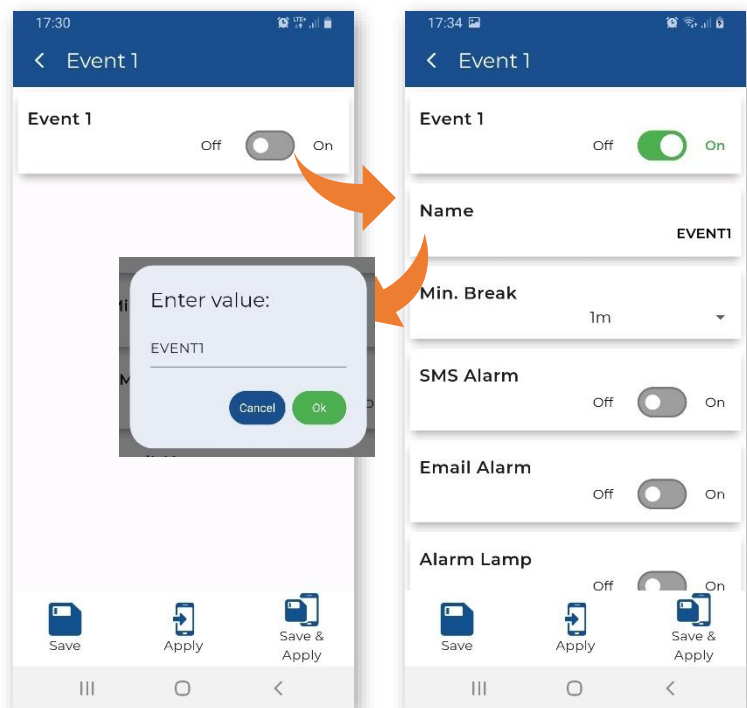 17:30
Event 1
Event 1
Off On
Enter value:
EVENT1
Cancel Ok
Save
Apply
Save &
Apply
17:34
Event 1
Event 1
Off On
Name
EVENT1
Min. Break
1m
SMS Alarm
Off On
Email Alarm
Off On
Alarm Lamp
Off On
Save
Apply
Save &
Apply